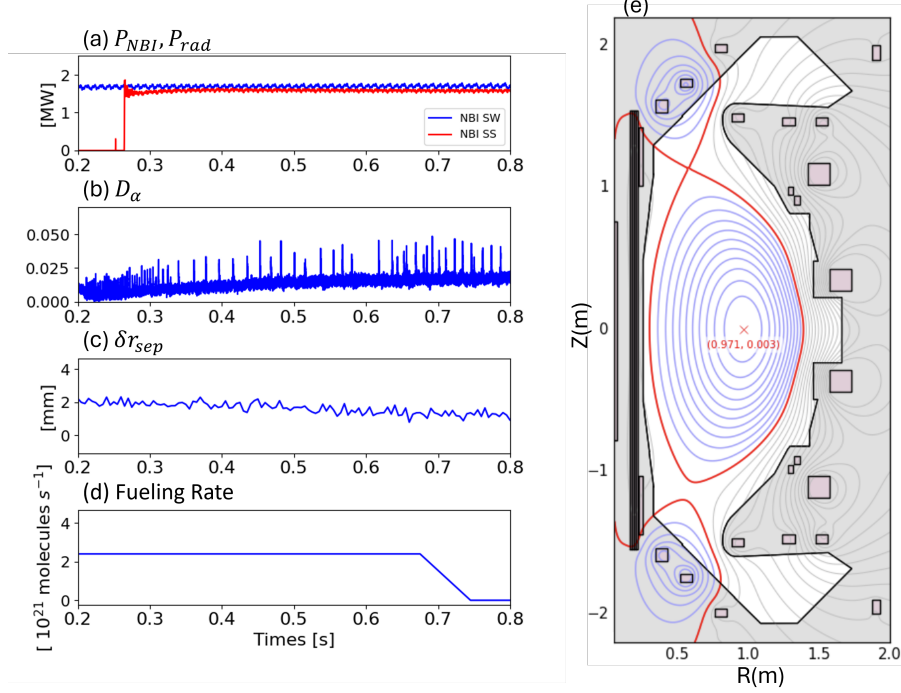 (a) P_NBI, P_rad
[MW]
2
1
0
NBI SW
NBI SS
0.2 0.3 0.4 0.5 0.6 0.7 0.8
(b) D_α
0.050
0.025
0.000
0.2 0.3 0.4 0.5 0.6 0.7 0.8
(c) δr_sep
[mm]
4
2
0
0.2 0.3 0.4 0.5 0.6 0.7 0.8
(d) Fueling Rate
[ 10^21 molecules s^-1]
4
2
0
0.2 0.3 0.4 0.5 0.6 0.7 0.8
Times [s]
(e)
Z(m)
2
1
0
−1
−2
(0.971, 0.003)
0.5 1.0 1.5 2.0
R(m)